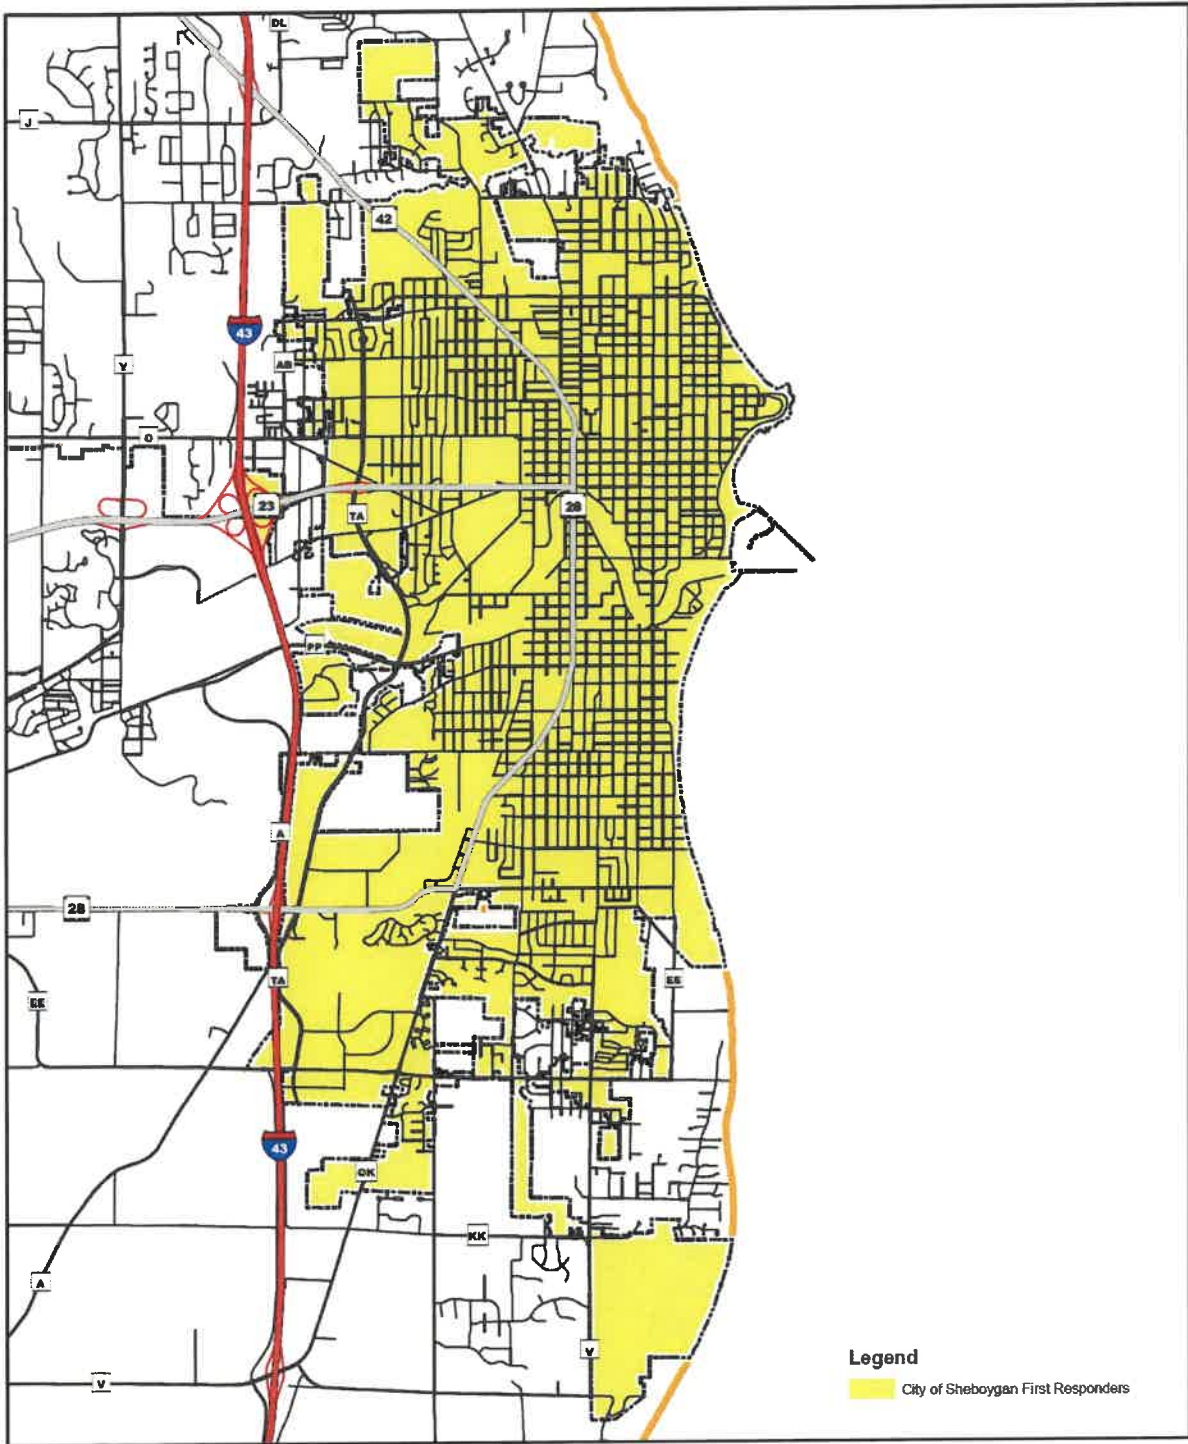 DL
J
42
43
AB
Y
O
23
TA
28
PP
A
28
TA
EE
EE
43
OK
KK
A
V
V
Legend
City of Sheboygan First Responders